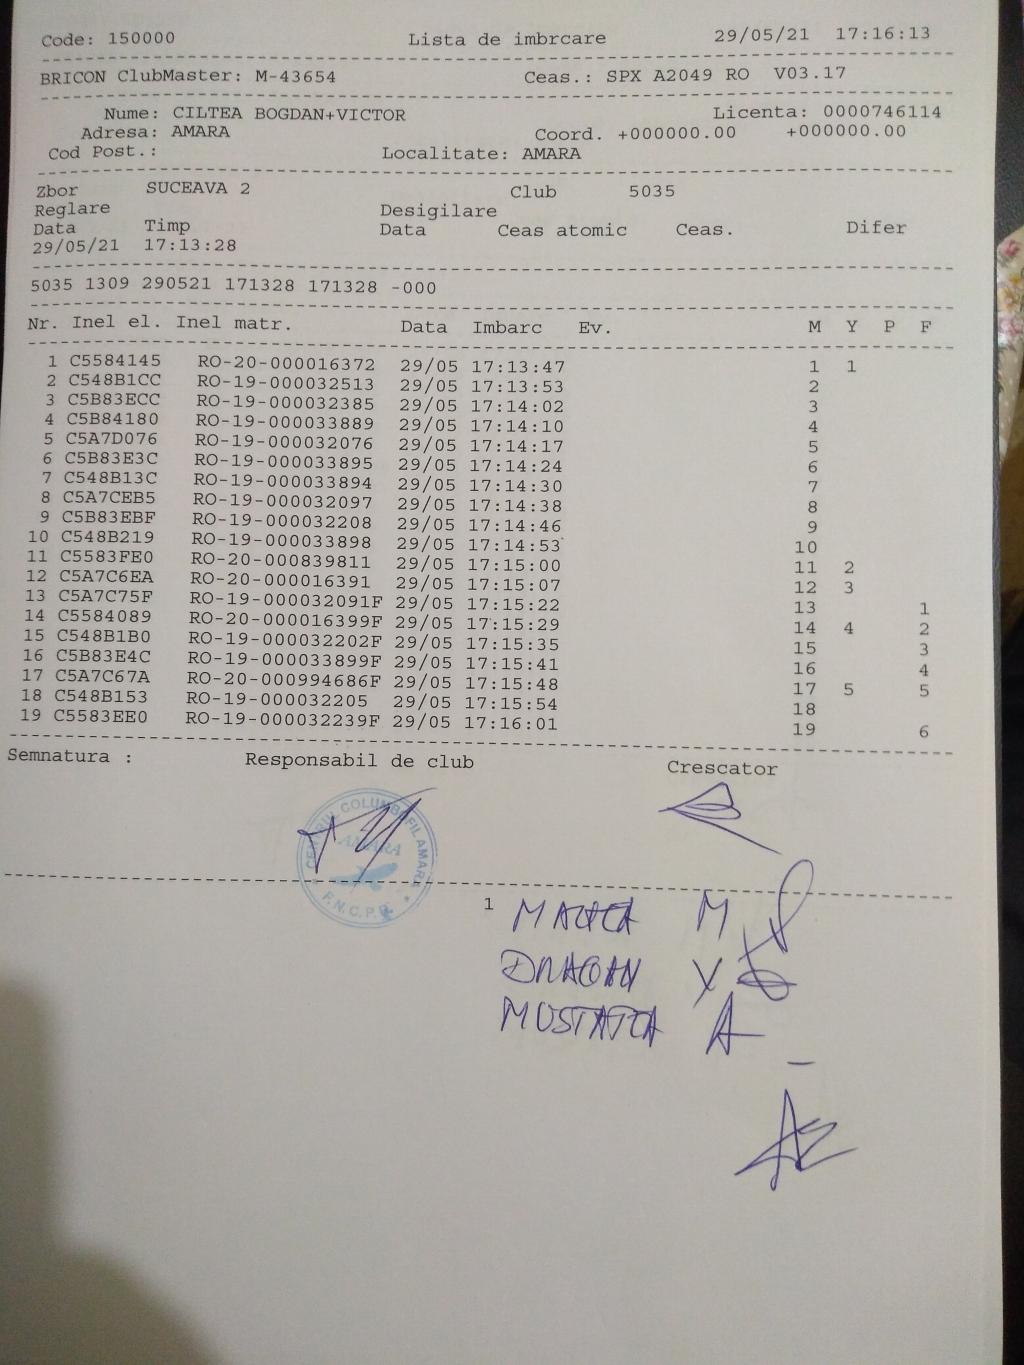 Code: 150000 Lista de imbrcare 29/05/21 17:16:13
BRICON ClubMaster: M-43654 Ceas.: SPX A2049 RO V03.17
Nume: CILTEA BOGDAN+VICTOR Licenta: 0000746114
Adresa: AMARA Coord. +000000.00 +000000.00
Cod Post.: Localitate: AMARA
Zbor SUCEAVA 2 Club 5035
Reglare Desigilare
Data Timp Data Ceas atomic Ceas. Difer
29/05/21 17:13:28
5035 1309 290521 171328 171328 -000
Nr. Inel el. Inel matr. Data Imbarc Ev. M Y P F
1 C5584145 RO-20-000016372 29/05 17:13:47 1 1
2 C548B1CC RO-19-000032513 29/05 17:13:53 2
3 C5B83ECC RO-19-000032385 29/05 17:14:02 3
4 C5B84180 RO-19-000033889 29/05 17:14:10 4
5 C5A7D076 RO-19-000032076 29/05 17:14:17 5
6 C5B83E3C RO-19-000033895 29/05 17:14:24 6
7 C548B13C RO-19-000033894 29/05 17:14:30 7
8 C5A7CEB5 RO-19-000032097 29/05 17:14:38 8
9 C5B83EBF RO-19-000032208 29/05 17:14:46 9
10 C548B219 RO-19-000033898 29/05 17:14:53 10
11 C5583FE0 RO-20-000839811 29/05 17:15:00 11 2
12 C5A7C6EA RO-20-000016391 29/05 17:15:07 12 3
13 C5A7C75F RO-19-000032091F 29/05 17:15:22 13 1
14 C5584089 RO-20-000016399F 29/05 17:15:29 14 4 2
15 C548B1B0 RO-19-000032202F 29/05 17:15:35 15 3
16 C5B83E4C RO-19-000033899F 29/05 17:15:41 16 4
17 C5A7C67A RO-20-000994686F 29/05 17:15:48 17 5 5
18 C548B153 RO-19-000032205 29/05 17:15:54 18
19 C5583EE0 RO-19-000032239F 29/05 17:16:01 19 6
Semnatura : Responsabil de club Crescator
COLUMBOFIL AMARA
AMARA
F.N.C.P.R.
1
DRAGAN
MUSTATEA A